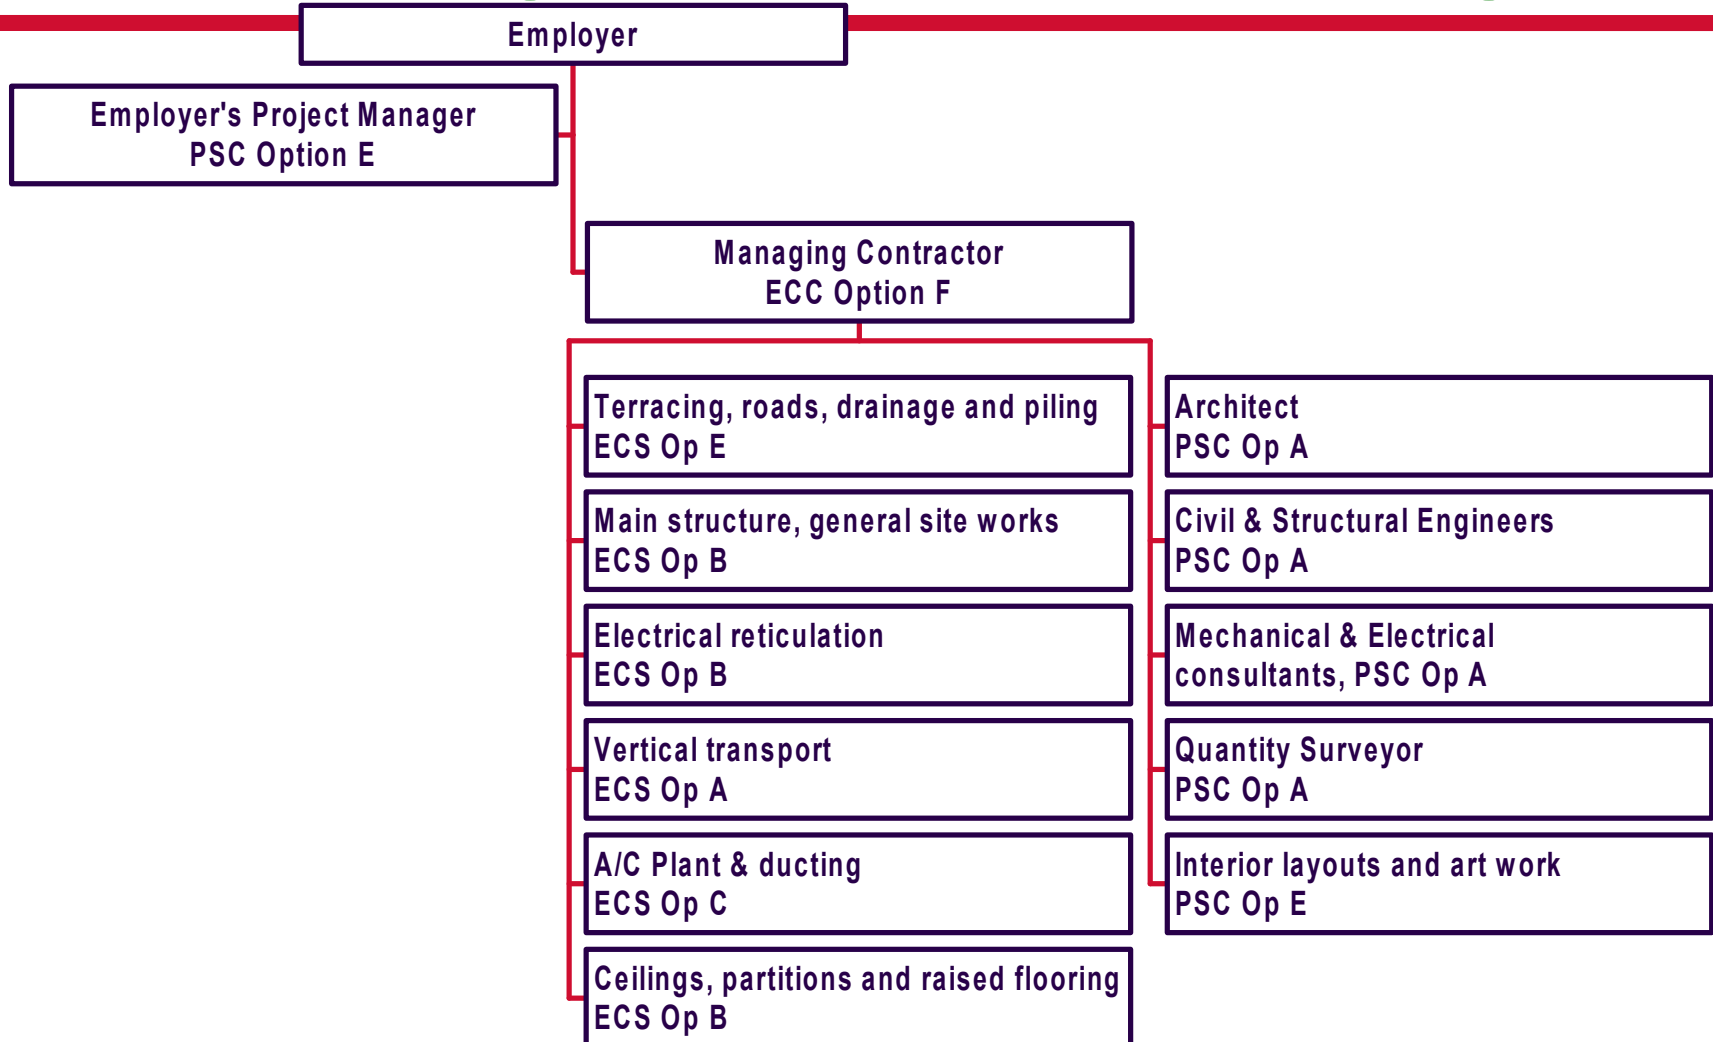 Employer
Employer's Project Manager
PSC Option E
Managing Contractor
ECC Option F
Terracing, roads, drainage and piling
ECS Op E
Main structure, general site works
ECS Op B
Electrical reticulation
ECS Op B
Vertical transport
ECS Op A
A/C Plant & ducting
ECS Op C
Ceilings, partitions and raised flooring
ECS Op B
Architect
PSC Op A
Civil & Structural Engineers
PSC Op A
Mechanical & Electrical
consultants, PSC Op A
Quantity Surveyor
PSC Op A
Interior layouts and art work
PSC Op E